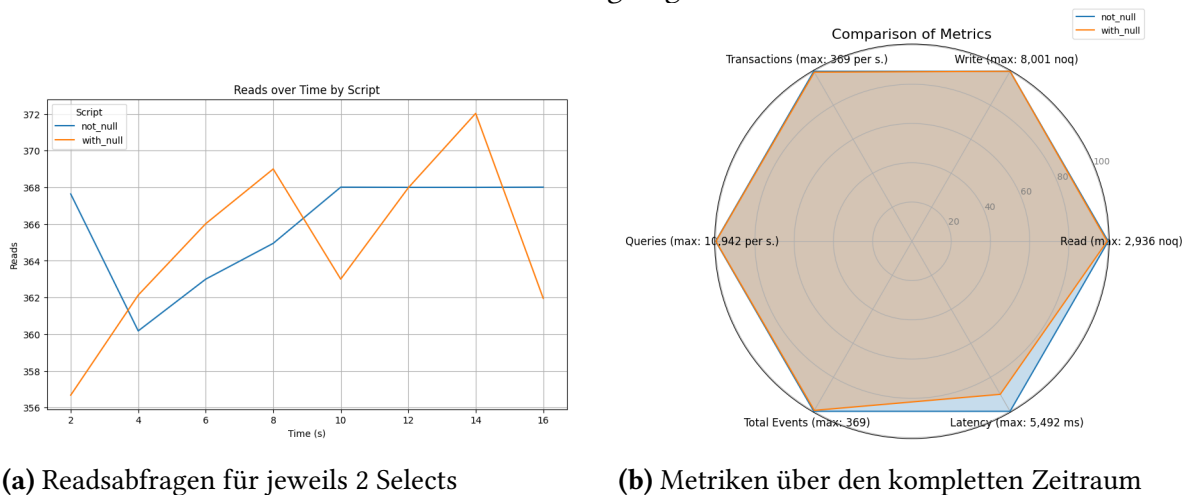 Reads over Time by Script
Script
not_null
with_null
372
370
368
366
364
362
360
358
356
Reads
2
4
6
8
10
12
14
16
Time (s)
(a) Readsabfragen für jeweils 2 Selects
not_null
with_null
Comparison of Metrics
Transactions (max: 369 per s.)
Write (max: 8,001 noq)
100
80
60
40
20
Queries (max: 10,942 per s.)
Read (max: 2,936 noq)
Total Events (max: 369)
Latency (max: 5,492 ms)
(b) Metriken über den kompletten Zeitraum